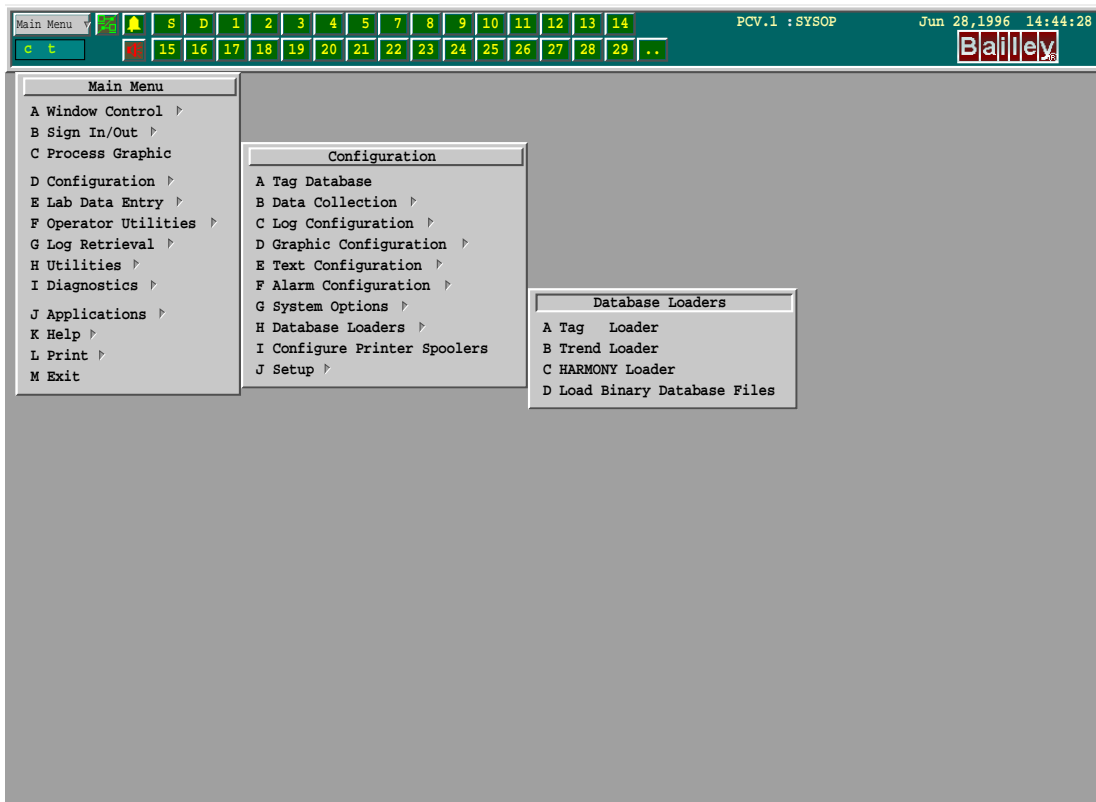 Main Menu S D 1 2 3 4 5 7 8 9 10 11 12 13 14 PCV.1 :SYSOP Jun 28,1996 14:44:28
c t 15 16 17 18 19 20 21 22 23 24 25 26 27 28 29 .. Bailey®
Main Menu
A Window Control
B Sign In/Out
C Process Graphic
D Configuration
E Lab Data Entry
F Operator Utilities
G Log Retrieval
H Utilities
I Diagnostics
J Applications
K Help
L Print
M Exit
Configuration
A Tag Database
B Data Collection
C Log Configuration
D Graphic Configuration
E Text Configuration
F Alarm Configuration
G System Options
H Database Loaders
I Configure Printer Spoolers
J Setup
Database Loaders
A Tag Loader
B Trend Loader
C HARMONY Loader
D Load Binary Database Files